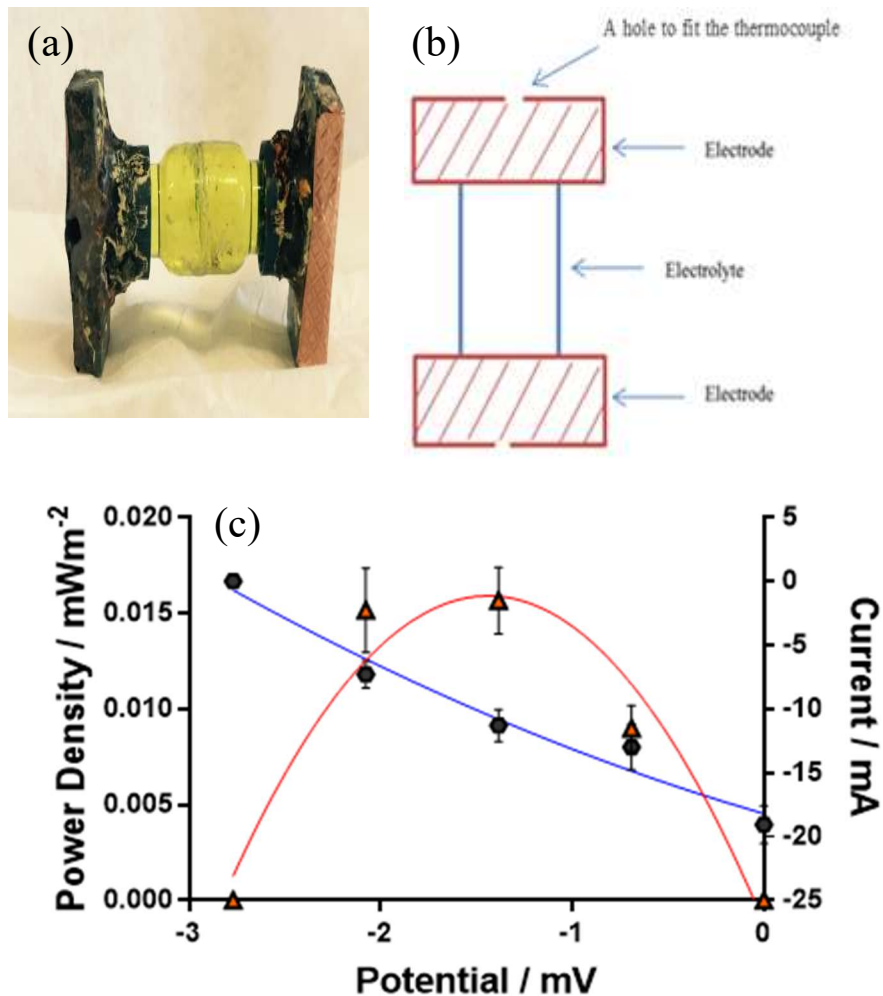 (a)
(b)
A hole to fit the thermocouple
Electrode
Electrolyte
Electrode
(c)
Power Density / mWm⁻²
0.020
0.015
0.010
0.005
0.000
5
0
-5
-10
-15
-20
-25
Current / mA
-3
-2
-1
0
Potential / mV